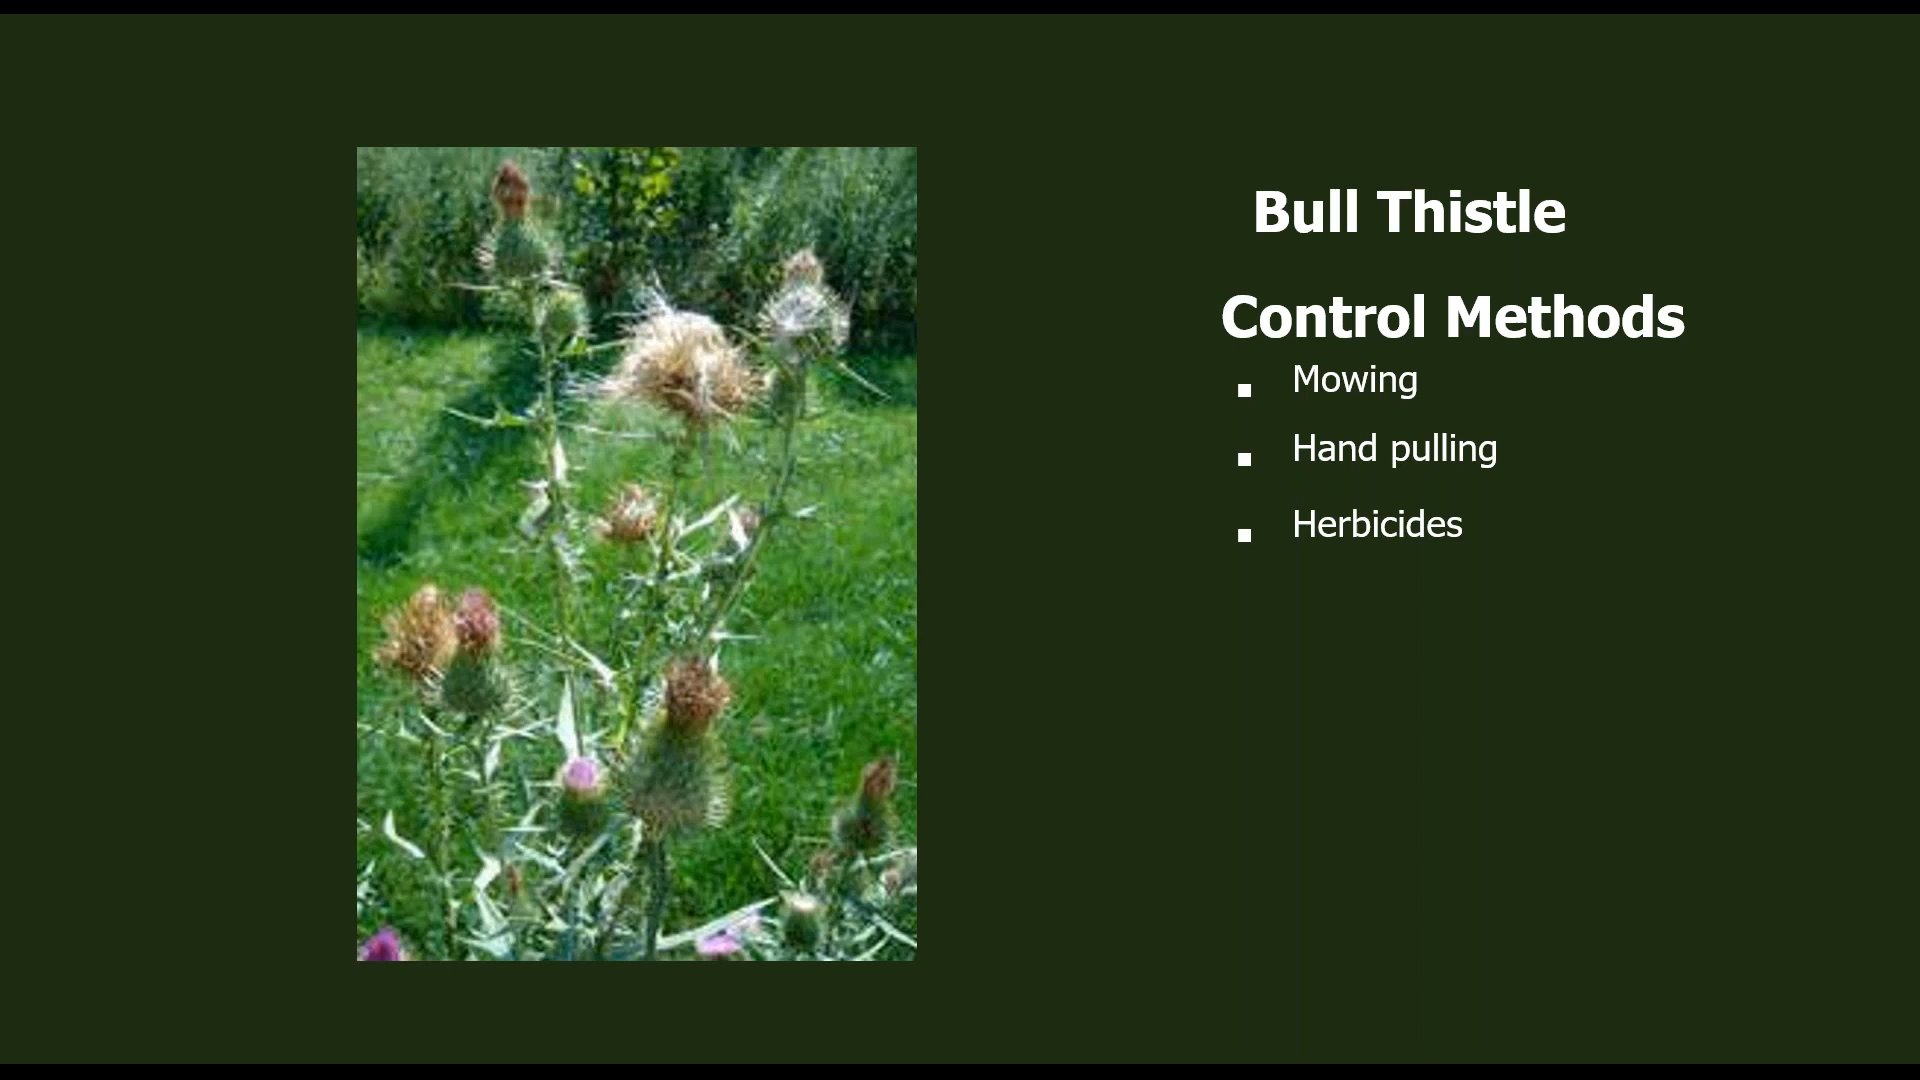 Bull Thistle
Control Methods
▪ Mowing
▪ Hand pulling
▪ Herbicides